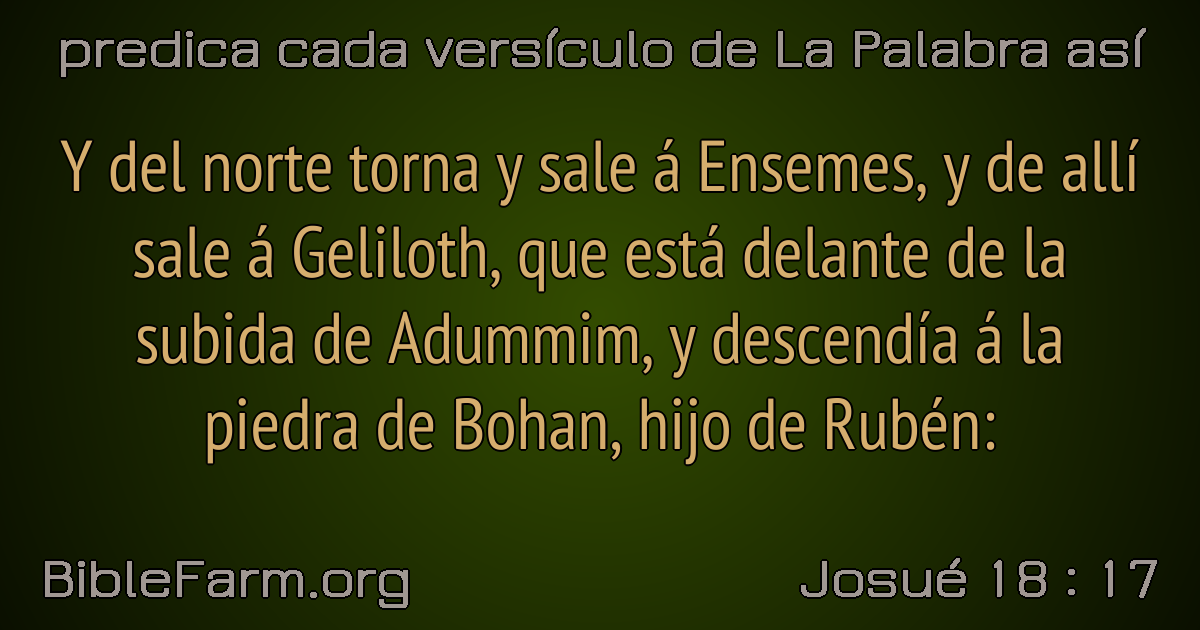 predica cada versículo de La Palabra así
Y del norte torna y sale á Ensemes, y de allí
sale á Geliloth, que está delante de la
subida de Adummim, y descendía á la
piedra de Bohan, hijo de Rubén:
BibleFarm.org
Josué 18 : 17